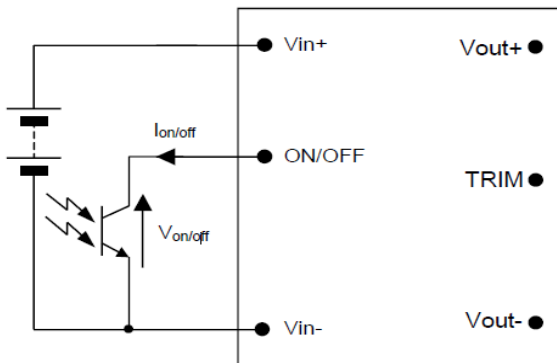 Vin+
Vout+
Ion/off
ON/OFF
TRIM
Von/off
Vin-
Vout-